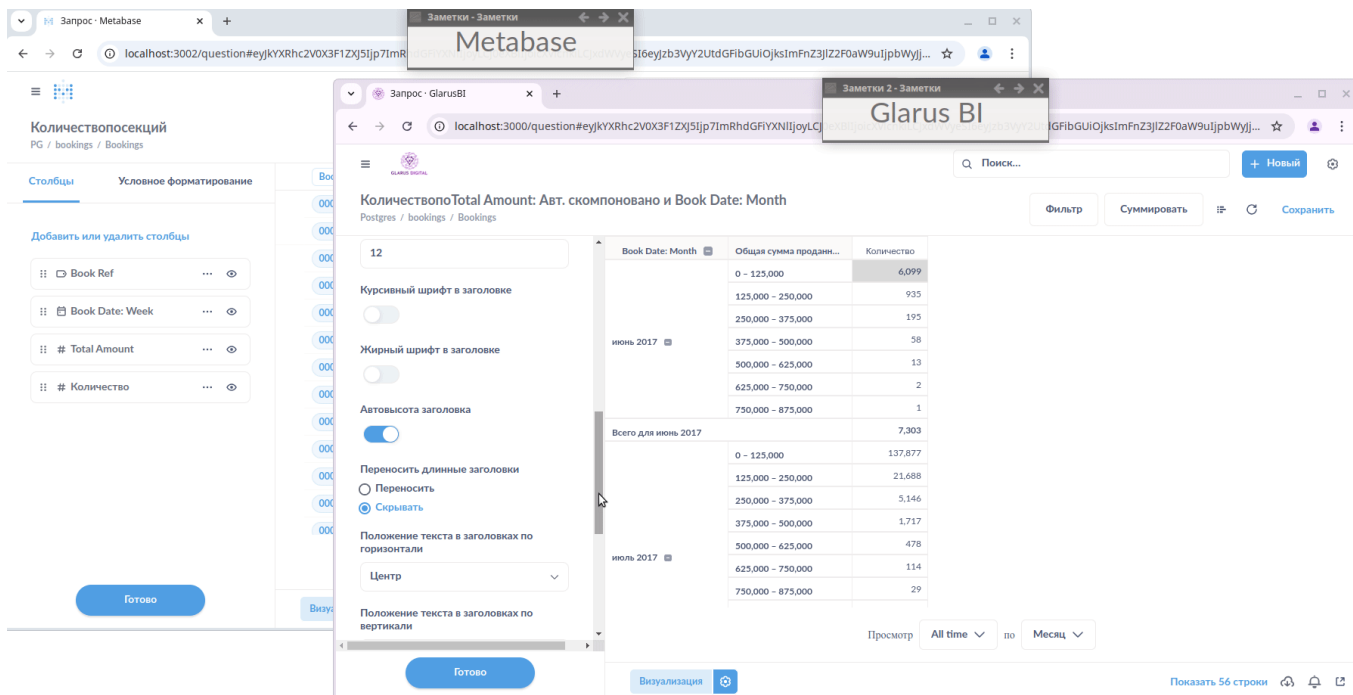 Запрос · Metabase
Заметки - Заметки
Metabase
localhost:3002/question#eyJkYXRhc2V0X3F1ZXJ5Ijp7ImR
Количествопосекций
PG / bookings / Bookings
Столбцы
Условное форматирование
Добавить или удалить столбцы
Book Ref
Book Date: Week
Total Amount
Количество
Готово
Запрос · GlarusBI
Заметки 2 - Заметки
Glarus BI
GLARUS DIGITAL
Поиск...
+ Новый
КоличествопоTotal Amount: Авт. скомпоновано и Book Date: Month
Postgres / bookings / Bookings
Фильтр
Суммировать
Сохранить
12
Курсивный шрифт в заголовке
Жирный шрифт в заголовке
Автовысота заголовка
Переносить длинные заголовки
Переносить
Скрывать
Положение текста в заголовках по
горизонтали
Центр
Положение текста в заголовках по
вертикали
Готово
Book Date: Month
Общая сумма проданн...
Количество
июнь 2017
0 – 125,000 6,099
125,000 – 250,000 935
250,000 – 375,000 195
375,000 – 500,000 58
500,000 – 625,000 13
625,000 – 750,000 2
750,000 – 875,000 1
Всего для июнь 2017 7,303
июль 2017
0 – 125,000 137,877
125,000 – 250,000 21,688
250,000 – 375,000 5,146
375,000 – 500,000 1,717
500,000 – 625,000 478
625,000 – 750,000 114
750,000 – 875,000 29
Просмотр All time по Месяц
Визуализация
Показать 56 строки